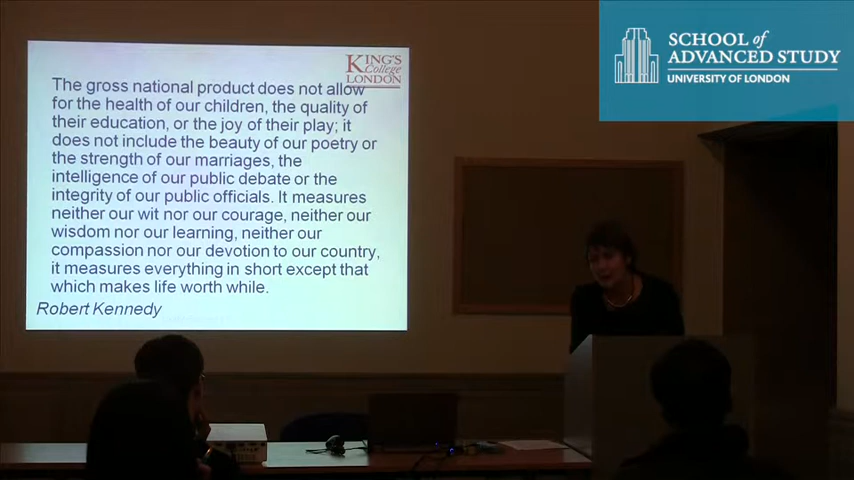 KING'S
College
LONDON
The gross national product does not allow
for the health of our children, the quality of
their education, or the joy of their play; it
does not include the beauty of our poetry or
the strength of our marriages, the
intelligence of our public debate or the
integrity of our public officials. It measures
neither our wit nor our courage, neither our
wisdom nor our learning, neither our
compassion nor our devotion to our country,
it measures everything in short except that
which makes life worth while.
Robert Kennedy
SCHOOL of
ADVANCED STUDY
UNIVERSITY OF LONDON